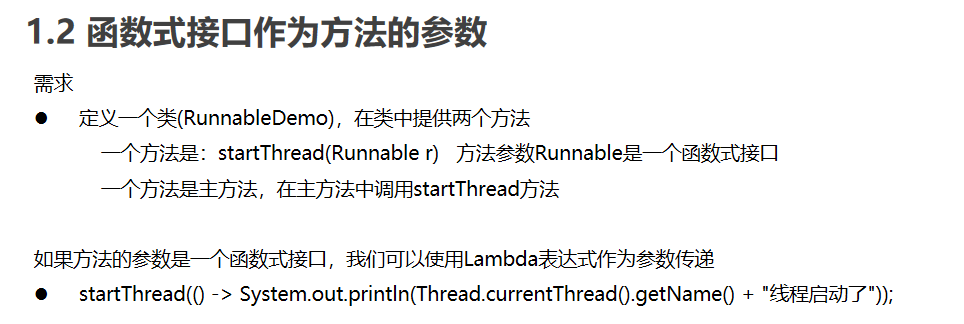 1.2 函数式接口作为方法的参数
需求
● 定义一个类(RunnableDemo)，在类中提供两个方法
一个方法是：startThread(Runnable r) 方法参数Runnable是一个函数式接口
一个方法是主方法，在主方法中调用startThread方法
如果方法的参数是一个函数式接口，我们可以使用Lambda表达式作为参数传递
● startThread(() -> System.out.println(Thread.currentThread().getName() + "线程启动了"));